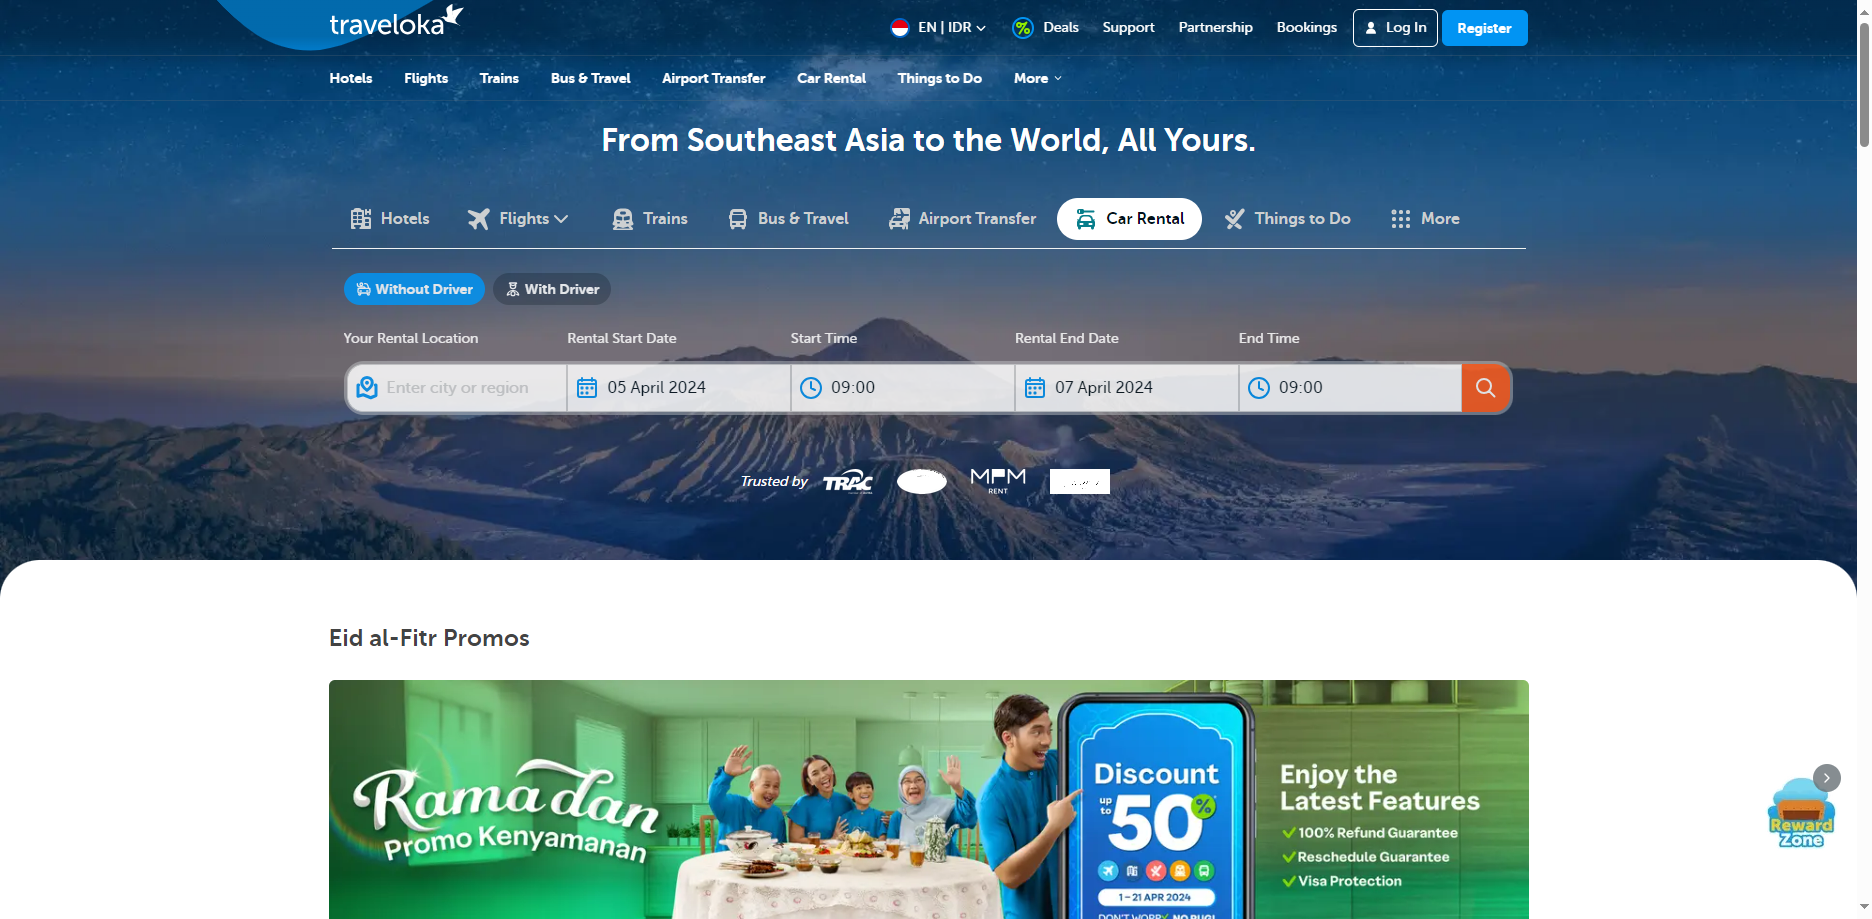 traveloka
EN | IDR
Deals
Support
Partnership
Bookings
Log In
Register
Hotels
Flights
Trains
Bus & Travel
Airport Transfer
Car Rental
Things to Do
More
From Southeast Asia to the World, All Yours.
Hotels
Flights
Trains
Bus & Travel
Airport Transfer
Car Rental
Things to Do
More
Without Driver
With Driver
Your Rental Location
Rental Start Date
Start Time
Rental End Date
End Time
Enter city or region
05 April 2024
09:00
07 April 2024
09:00
Trusted by
TRAC
MPM
RENT
Eid al-Fitr Promos
Ramadan
Promo Kenyamanan
Discount
up
to
50%
1 - 21 APR 2024
DON'T WORRY, NO RUGI
Enjoy the
Latest Features
100% Refund Guarantee
Reschedule Guarantee
Visa Protection
Reward
Zone